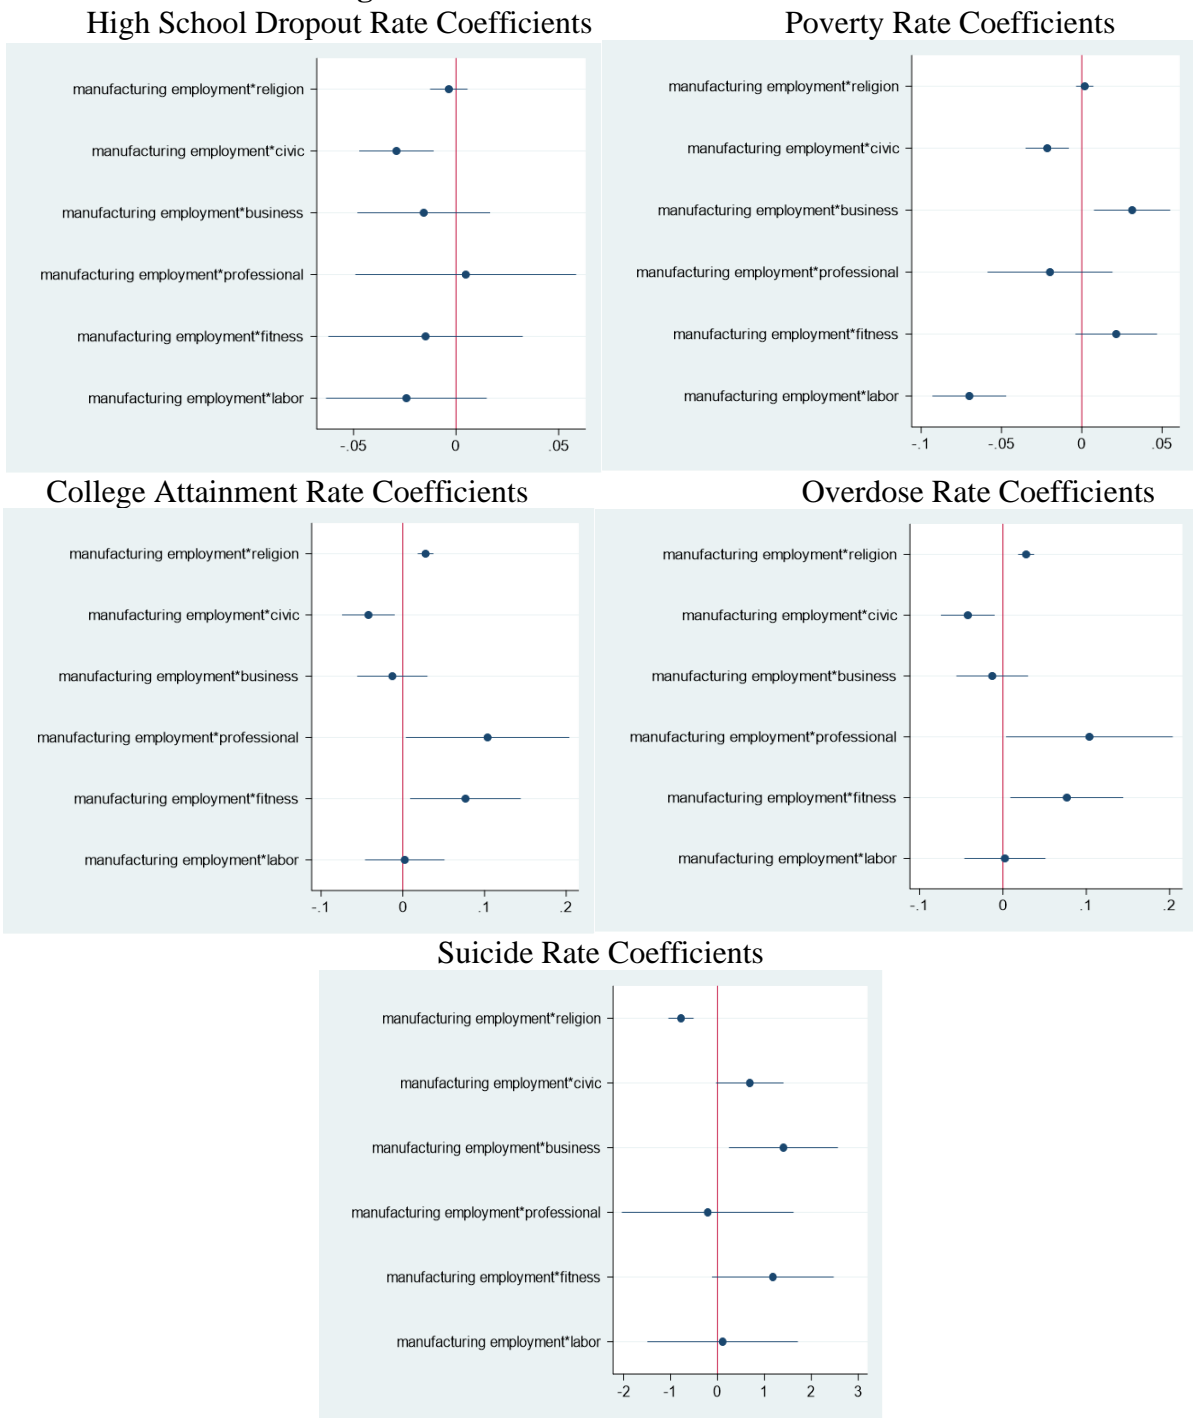 High School Dropout Rate Coefficients
manufacturing employment*religion
manufacturing employment*civic
manufacturing employment*business
manufacturing employment*professional
manufacturing employment*fitness
manufacturing employment*labor
-.05 0 .05
Poverty Rate Coefficients
manufacturing employment*religion
manufacturing employment*civic
manufacturing employment*business
manufacturing employment*professional
manufacturing employment*fitness
manufacturing employment*labor
-.1 -.05 0 .05
College Attainment Rate Coefficients
manufacturing employment*religion
manufacturing employment*civic
manufacturing employment*business
manufacturing employment*professional
manufacturing employment*fitness
manufacturing employment*labor
-.1 0 .1 .2
Overdose Rate Coefficients
manufacturing employment*religion
manufacturing employment*civic
manufacturing employment*business
manufacturing employment*professional
manufacturing employment*fitness
manufacturing employment*labor
-.1 0 .1 .2
Suicide Rate Coefficients
manufacturing employment*religion
manufacturing employment*civic
manufacturing employment*business
manufacturing employment*professional
manufacturing employment*fitness
manufacturing employment*labor
-2 -1 0 1 2 3